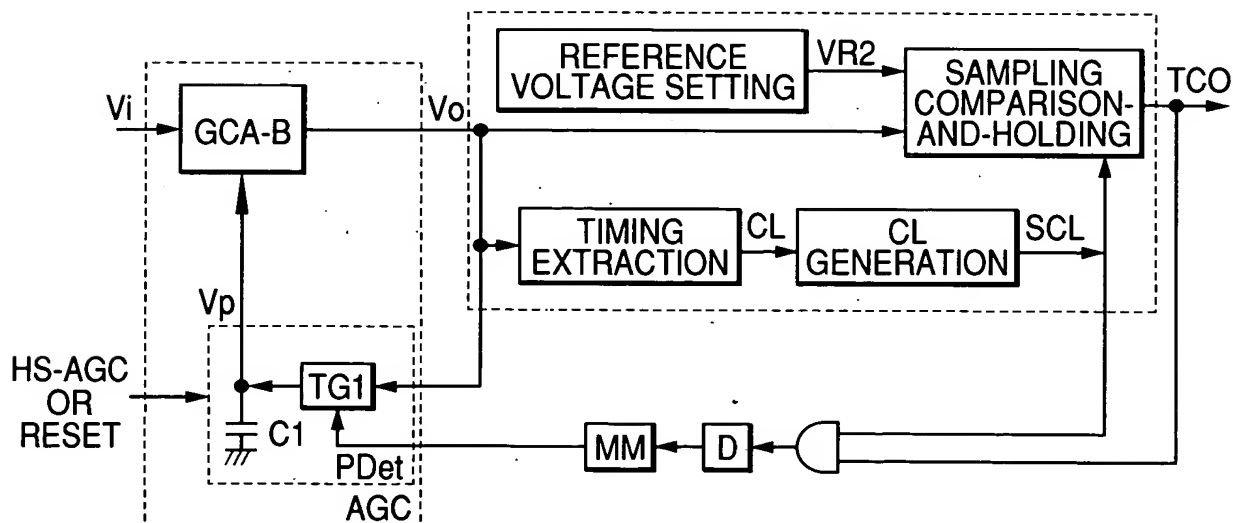 REFERENCE
VOLTAGE SETTING
VR2
SAMPLING
COMPARISON-
AND-HOLDING
TCO
Vi
GCA-B
Vo
TIMING
EXTRACTION
CL
CL
GENERATION
SCL
Vp
HS-AGC
OR
RESET
TG1
C1
PDet
AGC
MM
D